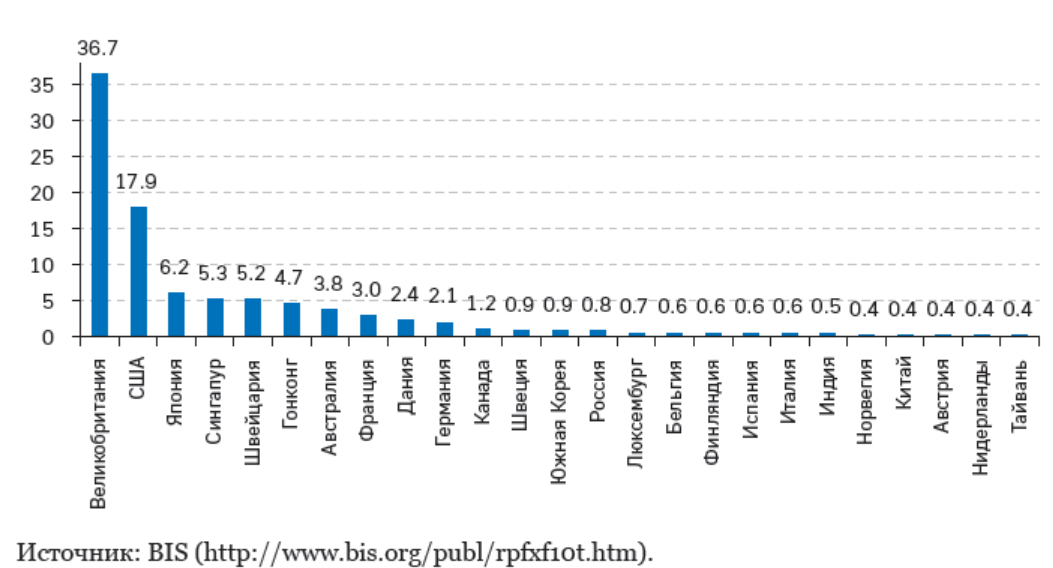 36.7
35
30
25
20
17.9
15
10
6.2 5.3 5.2 4.7 3.8 3.0 2.4 2.1 1.2 0.9 0.9 0.8 0.7 0.6 0.6 0.6 0.6 0.5 0.4 0.4 0.4 0.4 0.4
5
0
Великобритания
США
Япония
Сингапур
Швейцария
Гонконг
Австралия
Франция
Дания
Германия
Канада
Швеция
Южная Корея
Россия
Люксембург
Бельгия
Финляндия
Испания
Италия
Индия
Норвегия
Китай
Австрия
Нидерланды
Тайвань
Источник: BIS (http://www.bis.org/publ/rpfxf10t.htm).